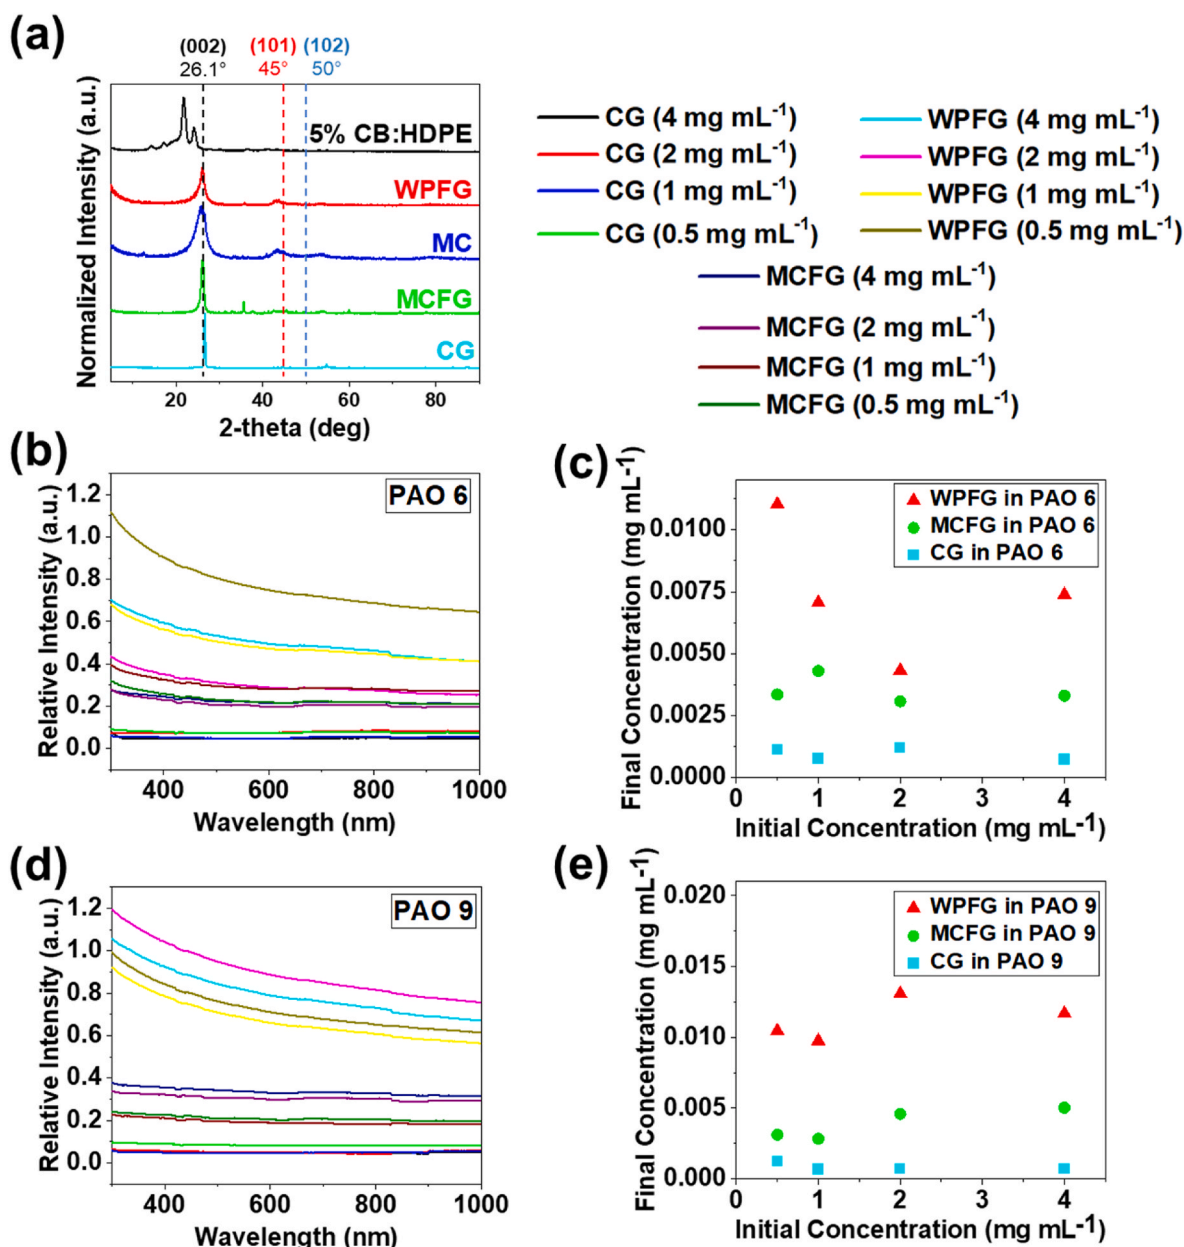 (a)
(002) (101) (102)
26.1° 45° 50°
Normalized Intensity (a.u.)
5% CB:HDPE
WPFG
MC
MCFG
CG
20 40 60 80
2-theta (deg)
CG (4 mg mL-1)
CG (2 mg mL-1)
CG (1 mg mL-1)
CG (0.5 mg mL-1)
WPFG (4 mg mL-1)
WPFG (2 mg mL-1)
WPFG (1 mg mL-1)
WPFG (0.5 mg mL-1)
MCFG (4 mg mL-1)
MCFG (2 mg mL-1)
MCFG (1 mg mL-1)
MCFG (0.5 mg mL-1)
(b)
Relative Intensity (a.u.)
1.2
1.0
0.8
0.6
0.4
0.2
0.0
PAO 6
400 600 800 1000
Wavelength (nm)
(c)
Final Concentration (mg mL-1)
0.0100
0.0075
0.0050
0.0025
0.0000
WPFG in PAO 6
MCFG in PAO 6
CG in PAO 6
0 1 2 3 4
Initial Concentration (mg mL-1)
(d)
Relative Intensity (a.u.)
1.2
1.0
0.8
0.6
0.4
0.2
0.0
PAO 9
400 600 800 1000
Wavelength (nm)
(e)
Final Concentration (mg mL-1)
0.020
0.015
0.010
0.005
0.000
WPFG in PAO 9
MCFG in PAO 9
CG in PAO 9
0 1 2 3 4
Initial Concentration (mg mL-1)